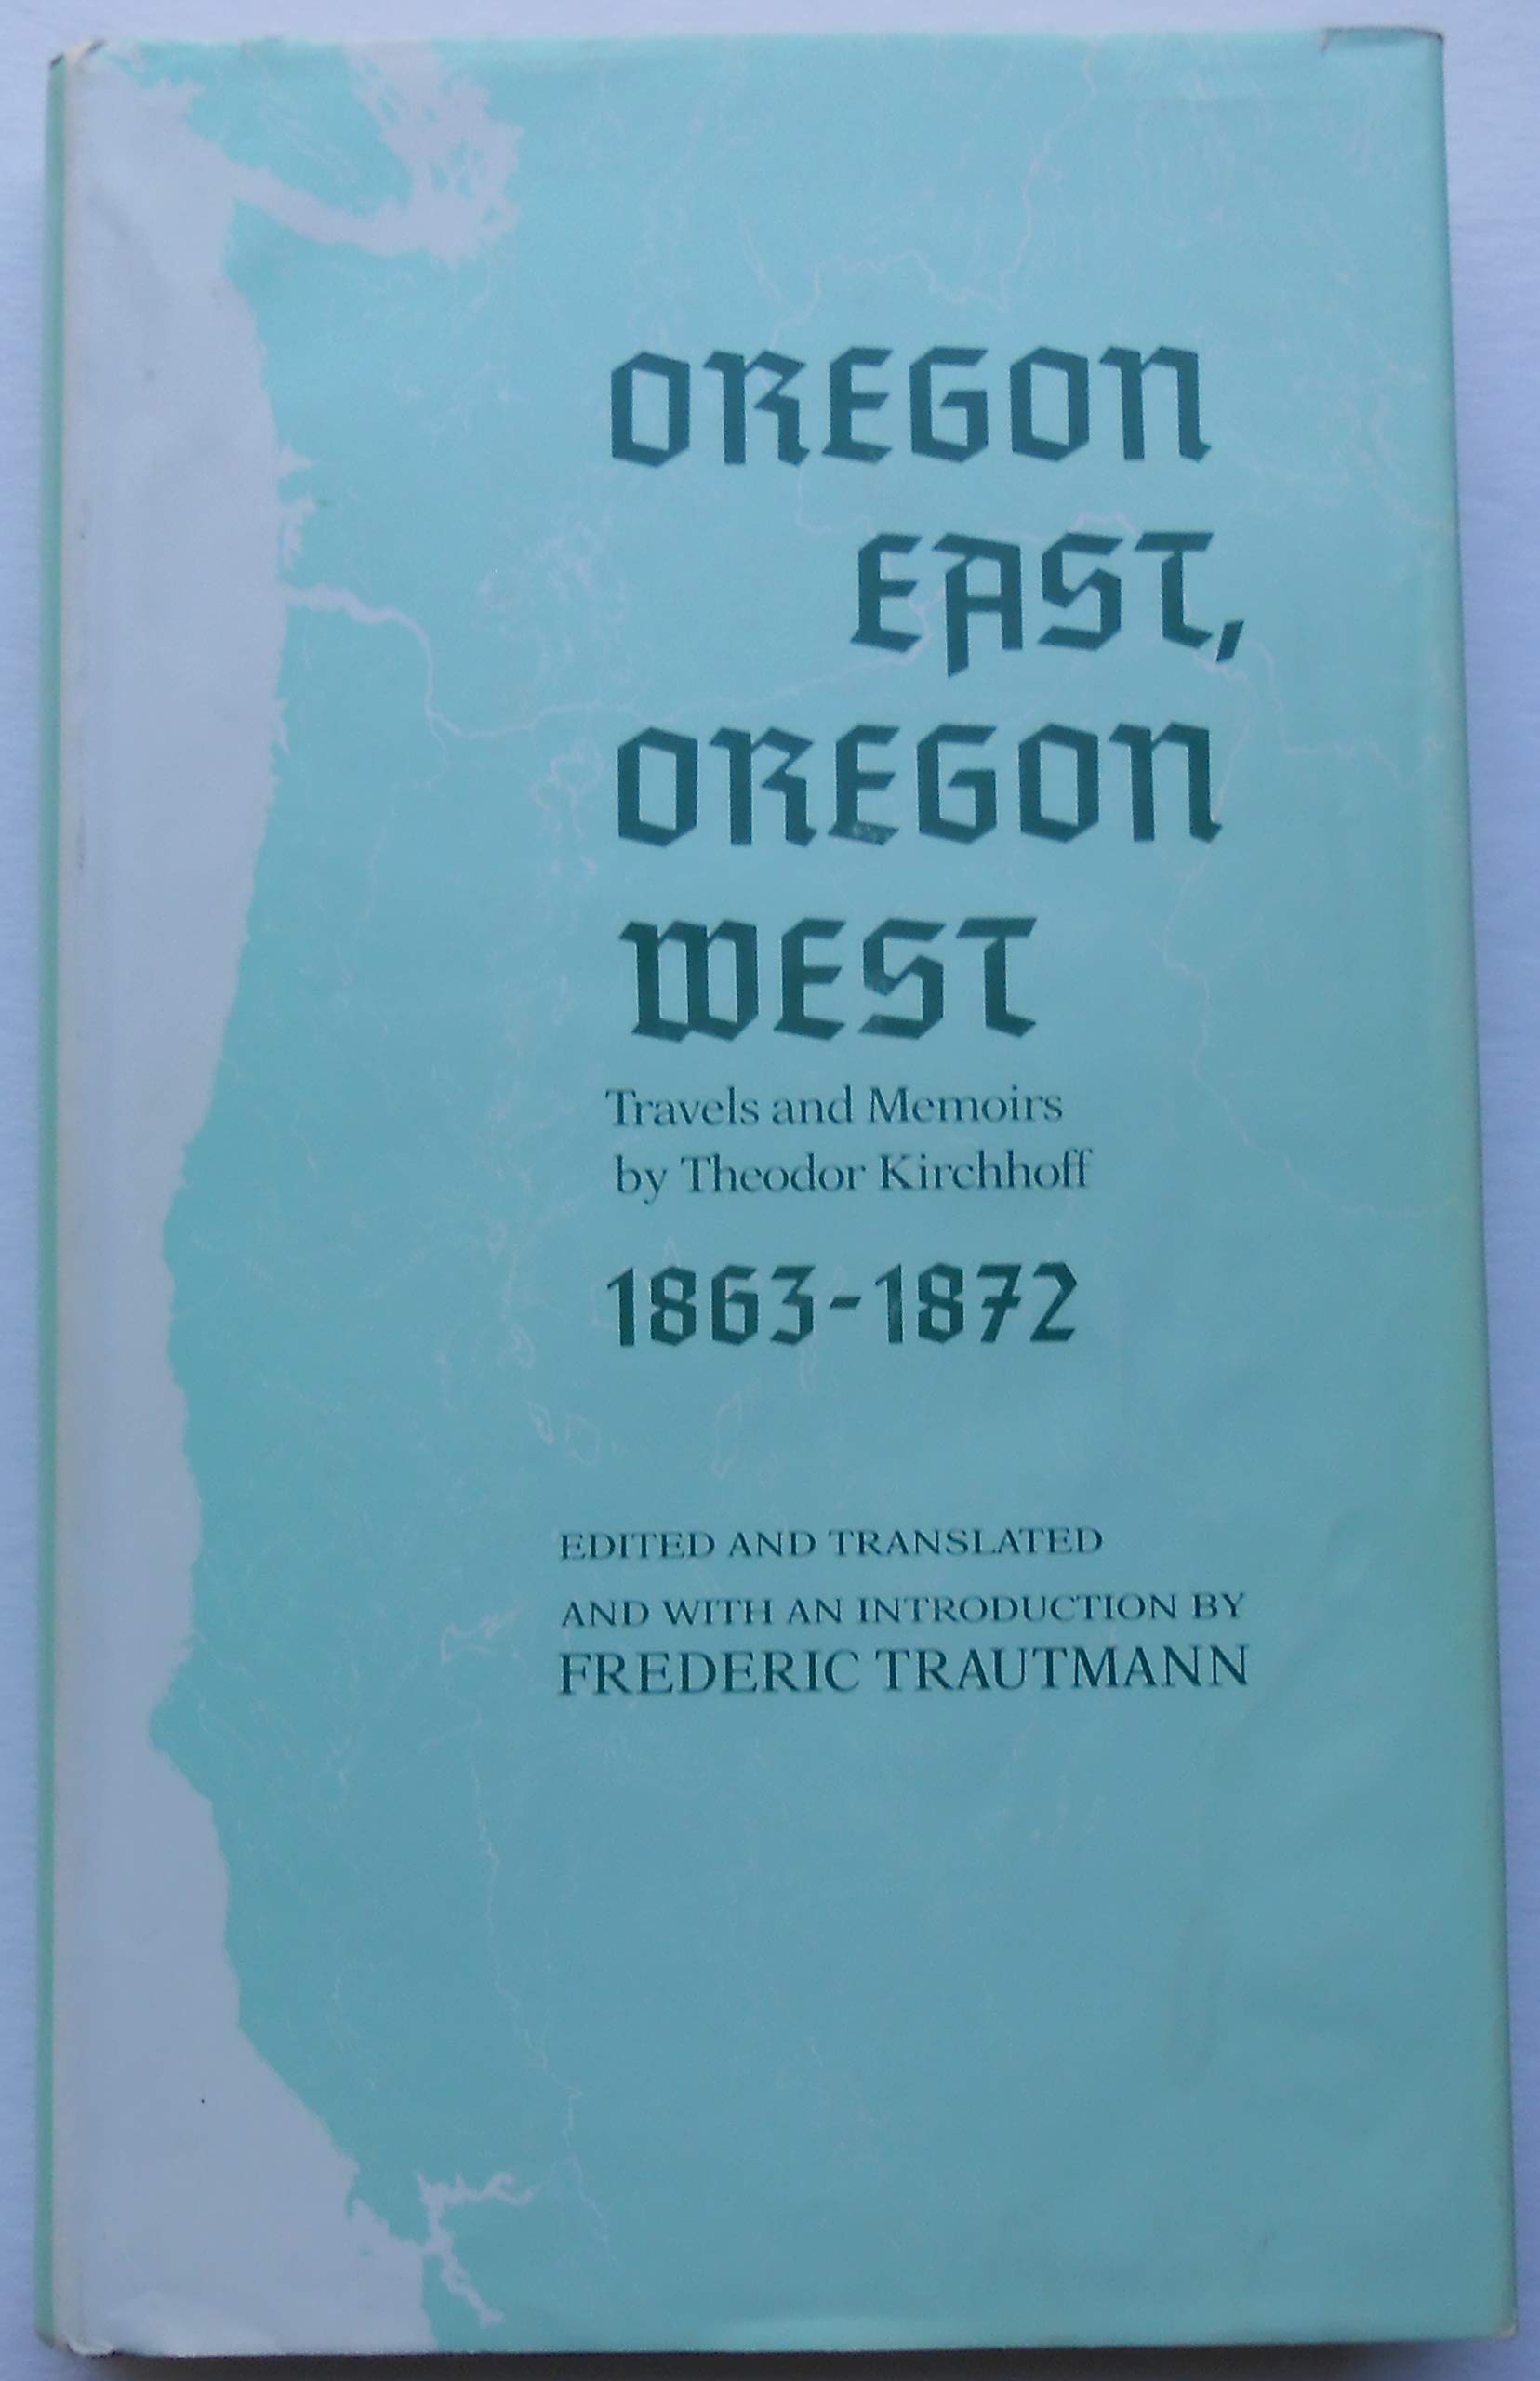 OREGON
EAST,
OREGON
WEST
Travels and Memoirs
by Theodor Kirchhoff
1863-1872
EDITED AND TRANSLATED
AND WITH AN INTRODUCTION BY
FREDERIC TRAUTMANN